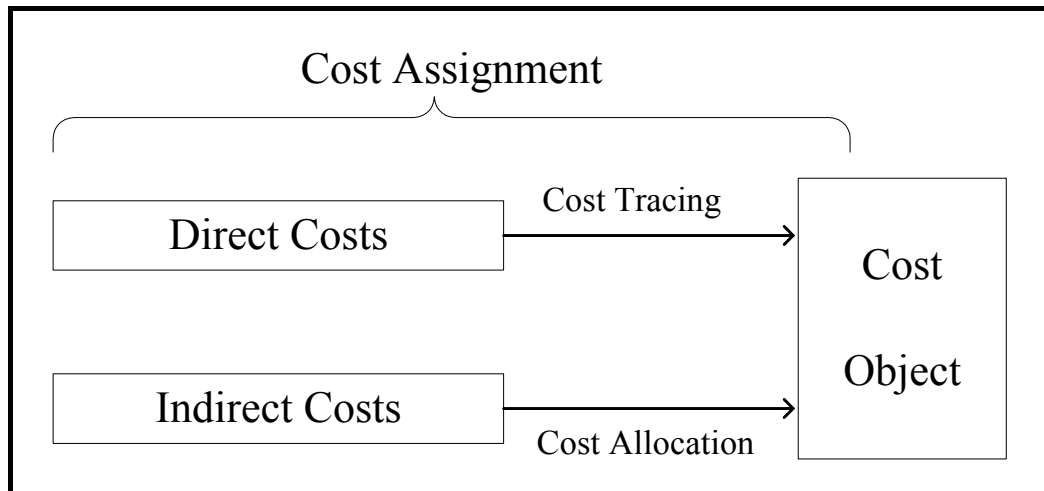 Cost Assignment
Direct Costs
Cost Tracing
Indirect Costs
Cost Allocation
Cost
Object